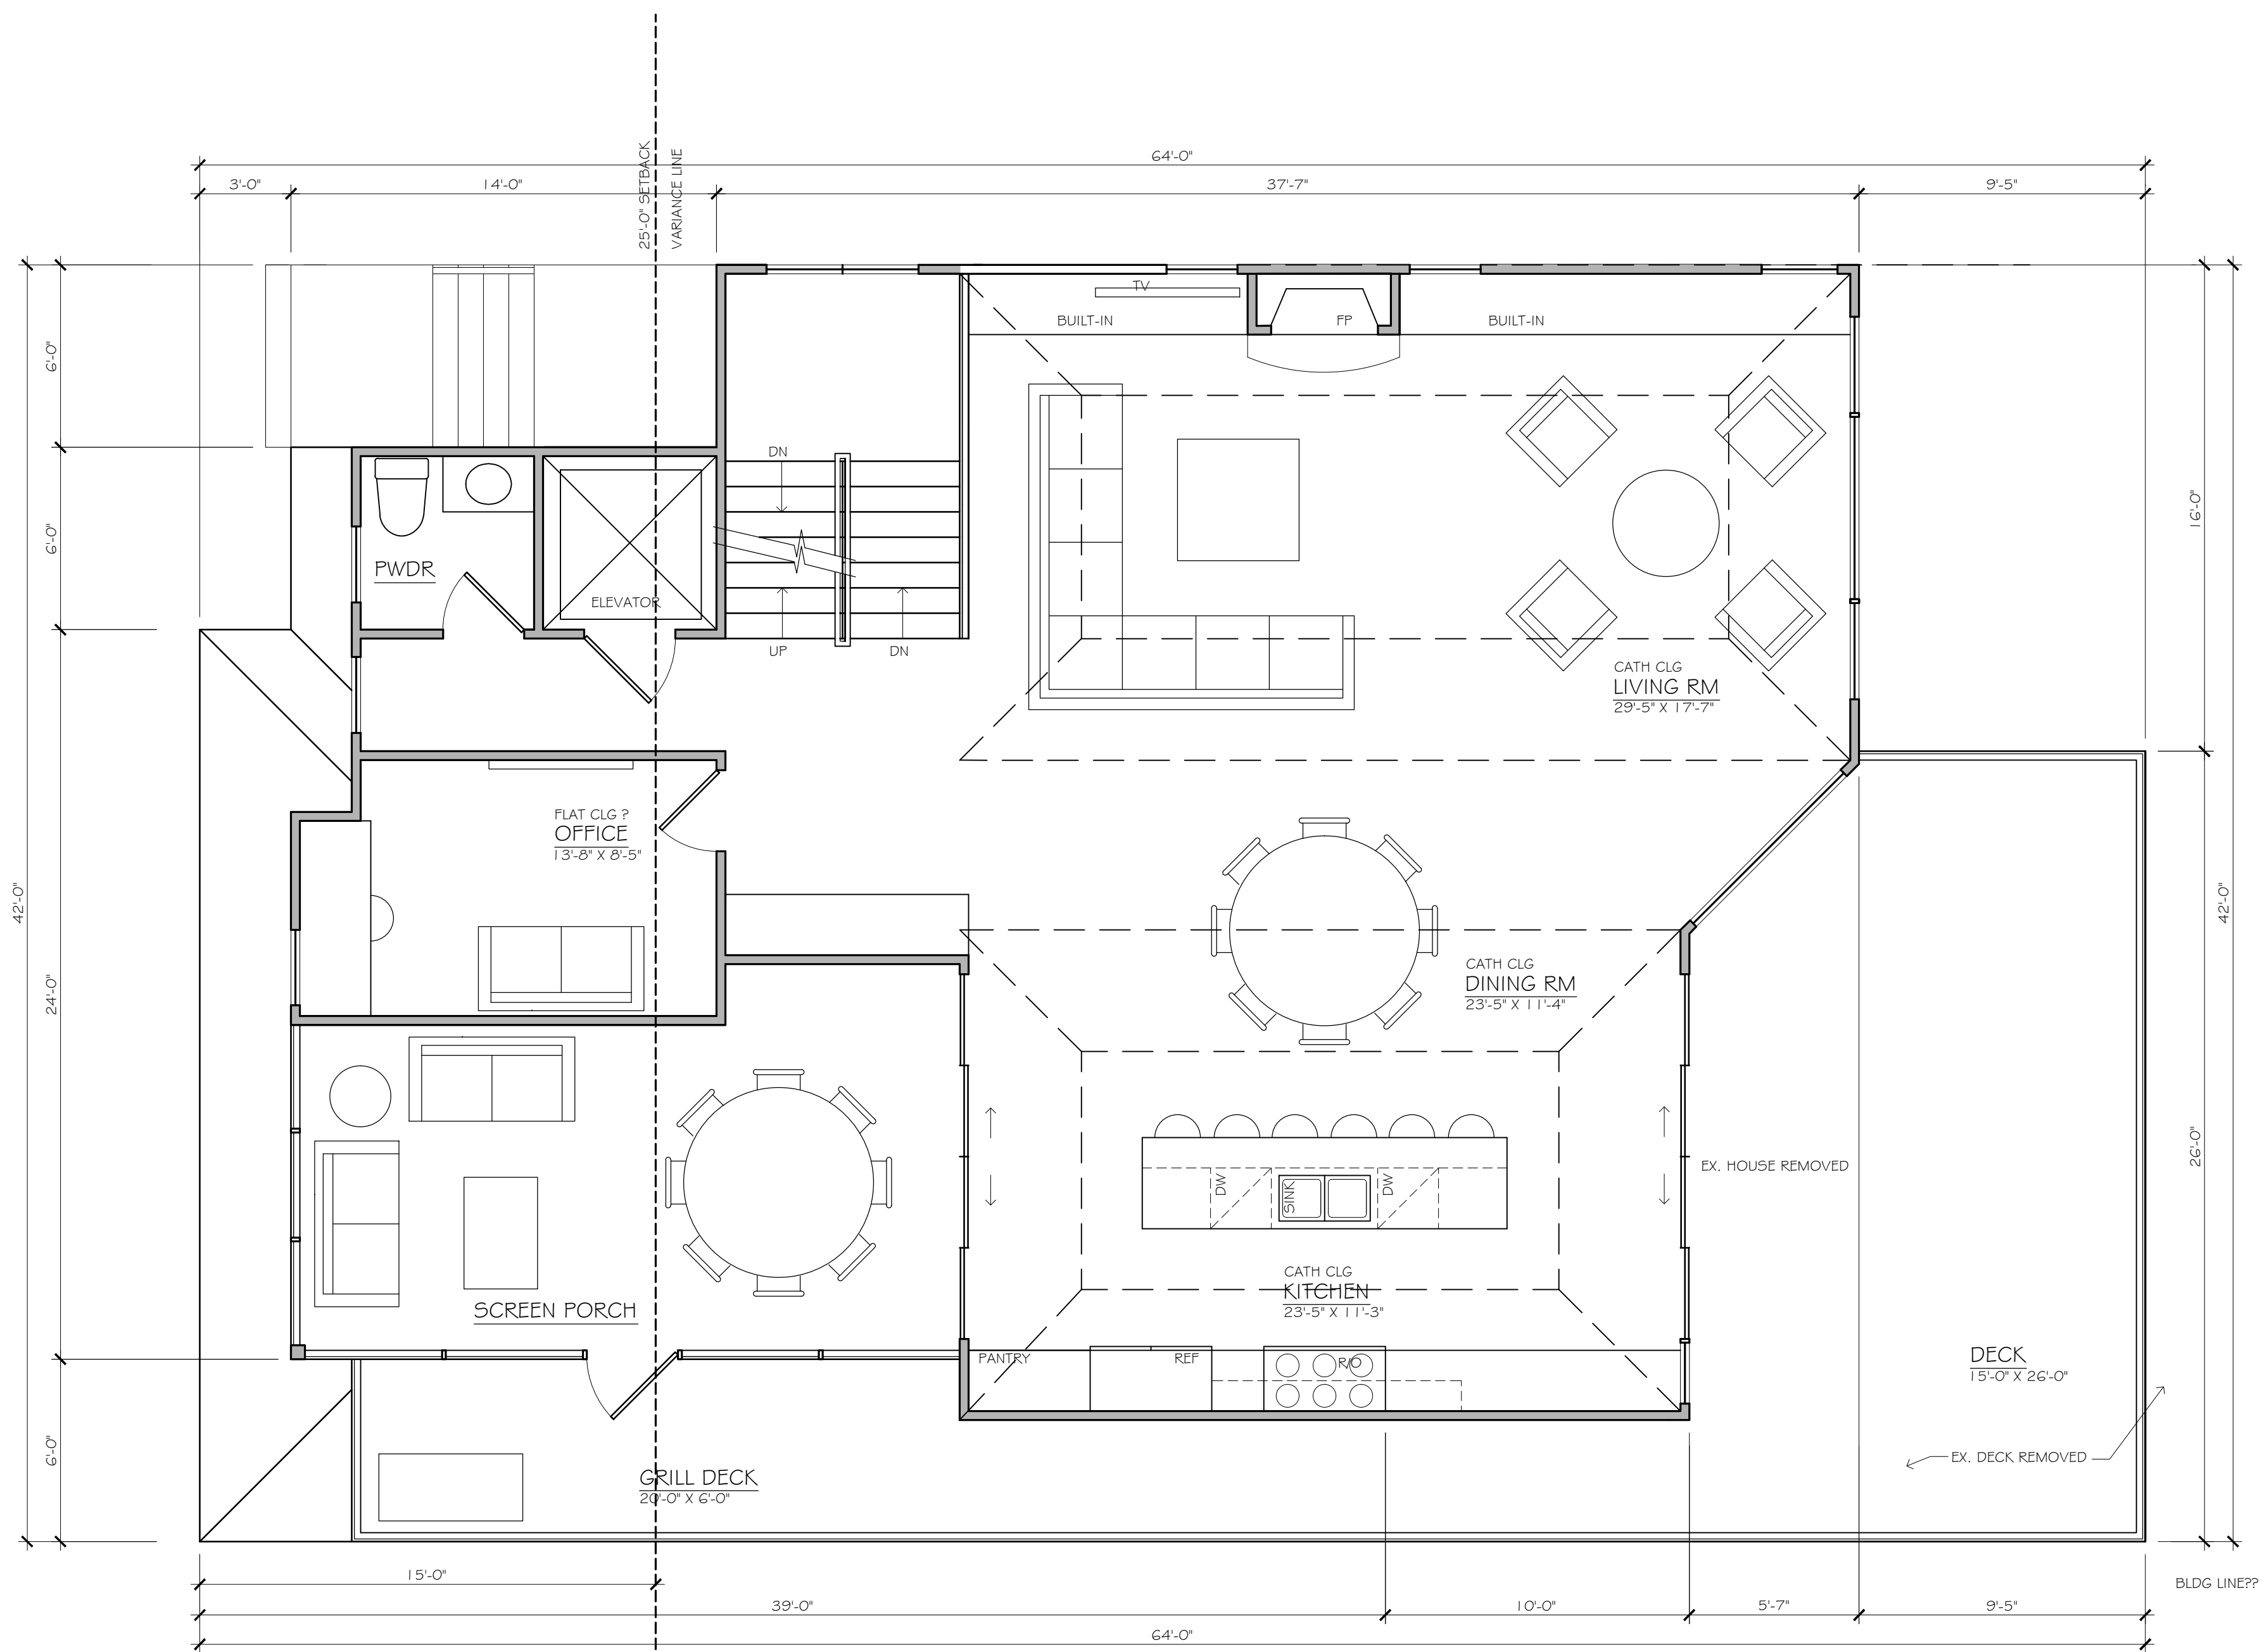 64'-0"
3'-0"
14'-0"
37'-7"
9'-5"
25'-0" SETBACK
VARIANCE LINE
TV
BUILT-IN
FP
BUILT-IN
6'-0"
DN
16'-0"
6'-0"
PWDR
ELEVATOR
UP
DN
CATH CLG
LIVING RM
29'-5" X 17'-7"
FLAT CLG ?
OFFICE
13'-8" X 8'-5"
42'-0"
42'-0"
24'-0"
CATH CLG
DINING RM
23'-5" X 11'-4"
26'-0"
EX. HOUSE REMOVED
DW
SINK
DW
CATH CLG
KITCHEN
23'-5" X 11'-3"
SCREEN PORCH
PANTRY
REF
R/O
DECK
15'-0" X 26'-0"
6'-0"
EX. DECK REMOVED
GRILL DECK
20'-0" X 6'-0"
15'-0"
BLDG LINE??
39'-0"
10'-0"
5'-7"
9'-5"
64'-0"